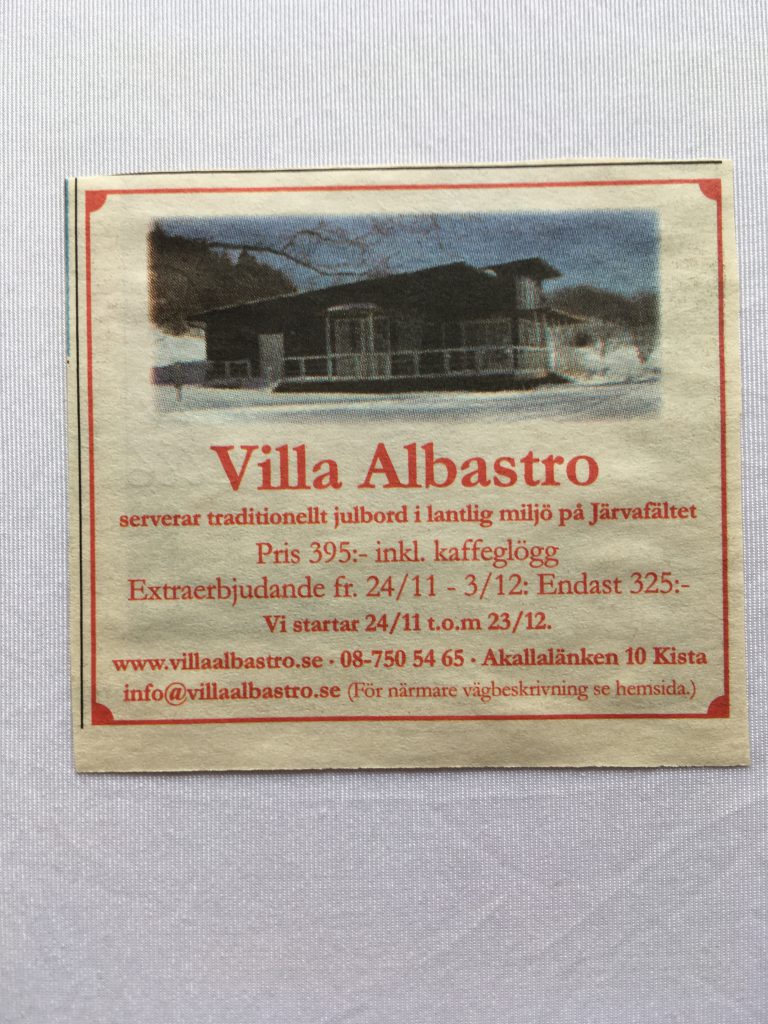 Villa Albastro
serverar traditionellt julbord i lantlig miljö på Järvafältet
Pris 395:- inkl. kaffeglögg
Extraerbjudande fr. 24/11 - 3/12: Endast 325:-
Vi startar 24/11 t.o.m 23/12.
www.villaalbastro.se · 08-750 54 65 · Akallalänken 10 Kista
info@villaalbastro.se (För närmare vägbeskrivning se hemsida.)